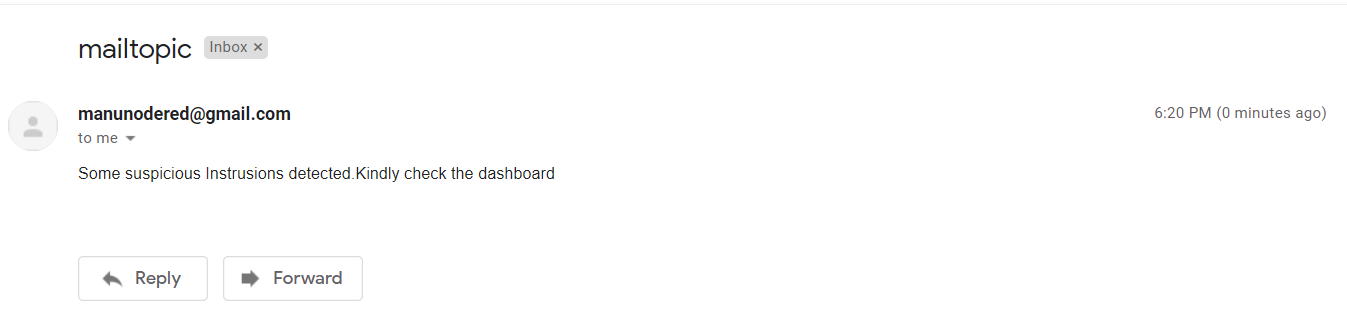 mailtopic Inbox ×
manunodered@gmail.com 6:20 PM (0 minutes ago)
to me
Some suspicious Instrusions detected.Kindly check the dashboard
Reply Forward